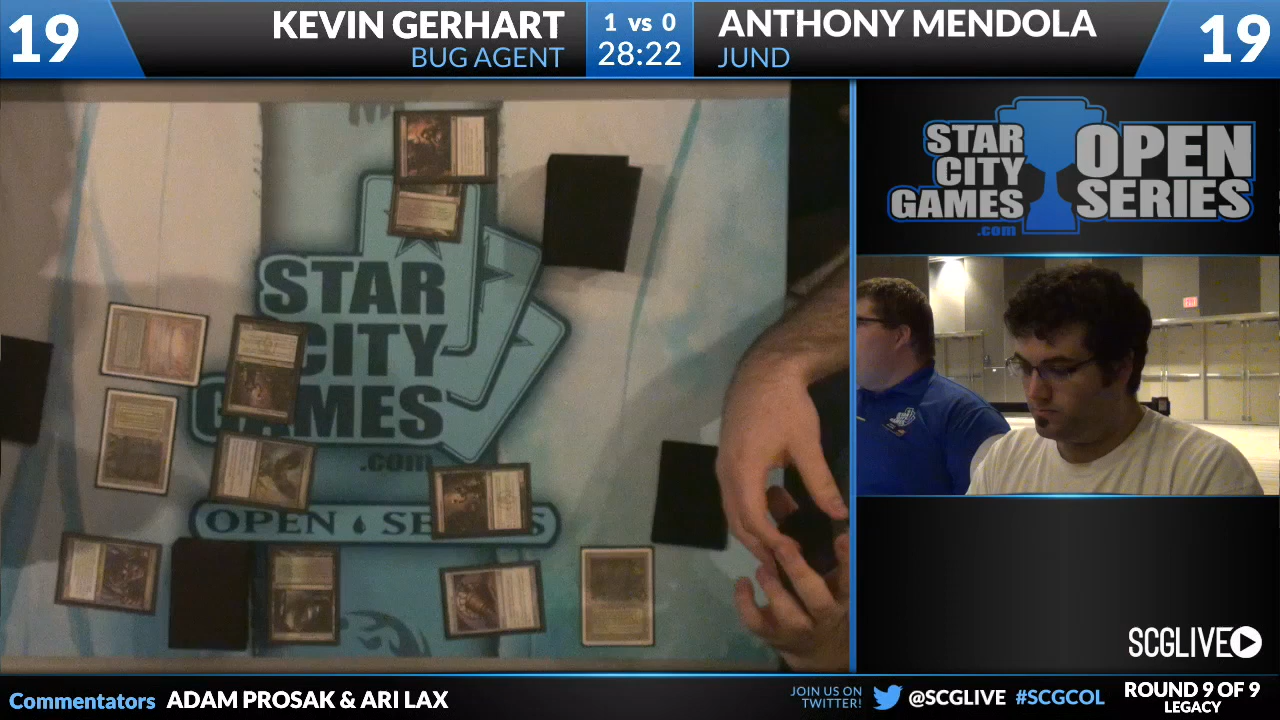 19
KEVIN GERHART
BUG AGENT
1 vs 0
28:22
ANTHONY MENDOLA
JUND
19
STAR
CITY
GAMES
.com
OPEN
SERIES
STAR
CITY
GAMES
.com
OPEN SE S
SCGLIVE
Commentators ADAM PROSAK & ARI LAX
JOIN US ON
TWITTER!
@SCGLIVE #SCGCOL
ROUND 9 OF 9
LEGACY